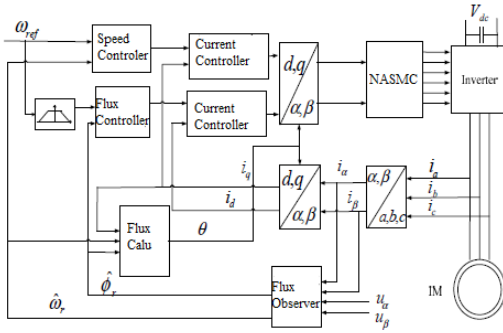 ω_ref
V_dc
Speed
Controler
Current
Controller
d,q
α,β
NASMC
Inverter
Flux
Controller
Current
Controller
i_q
i_d
d,q
α,β
i_α
i_β
α,β
a,b,c
i_a
i_b
i_c
Flux
Calu
θ
IM
ω̂_r
ϕ̂_r
Flux
Observer
u_α
u_β